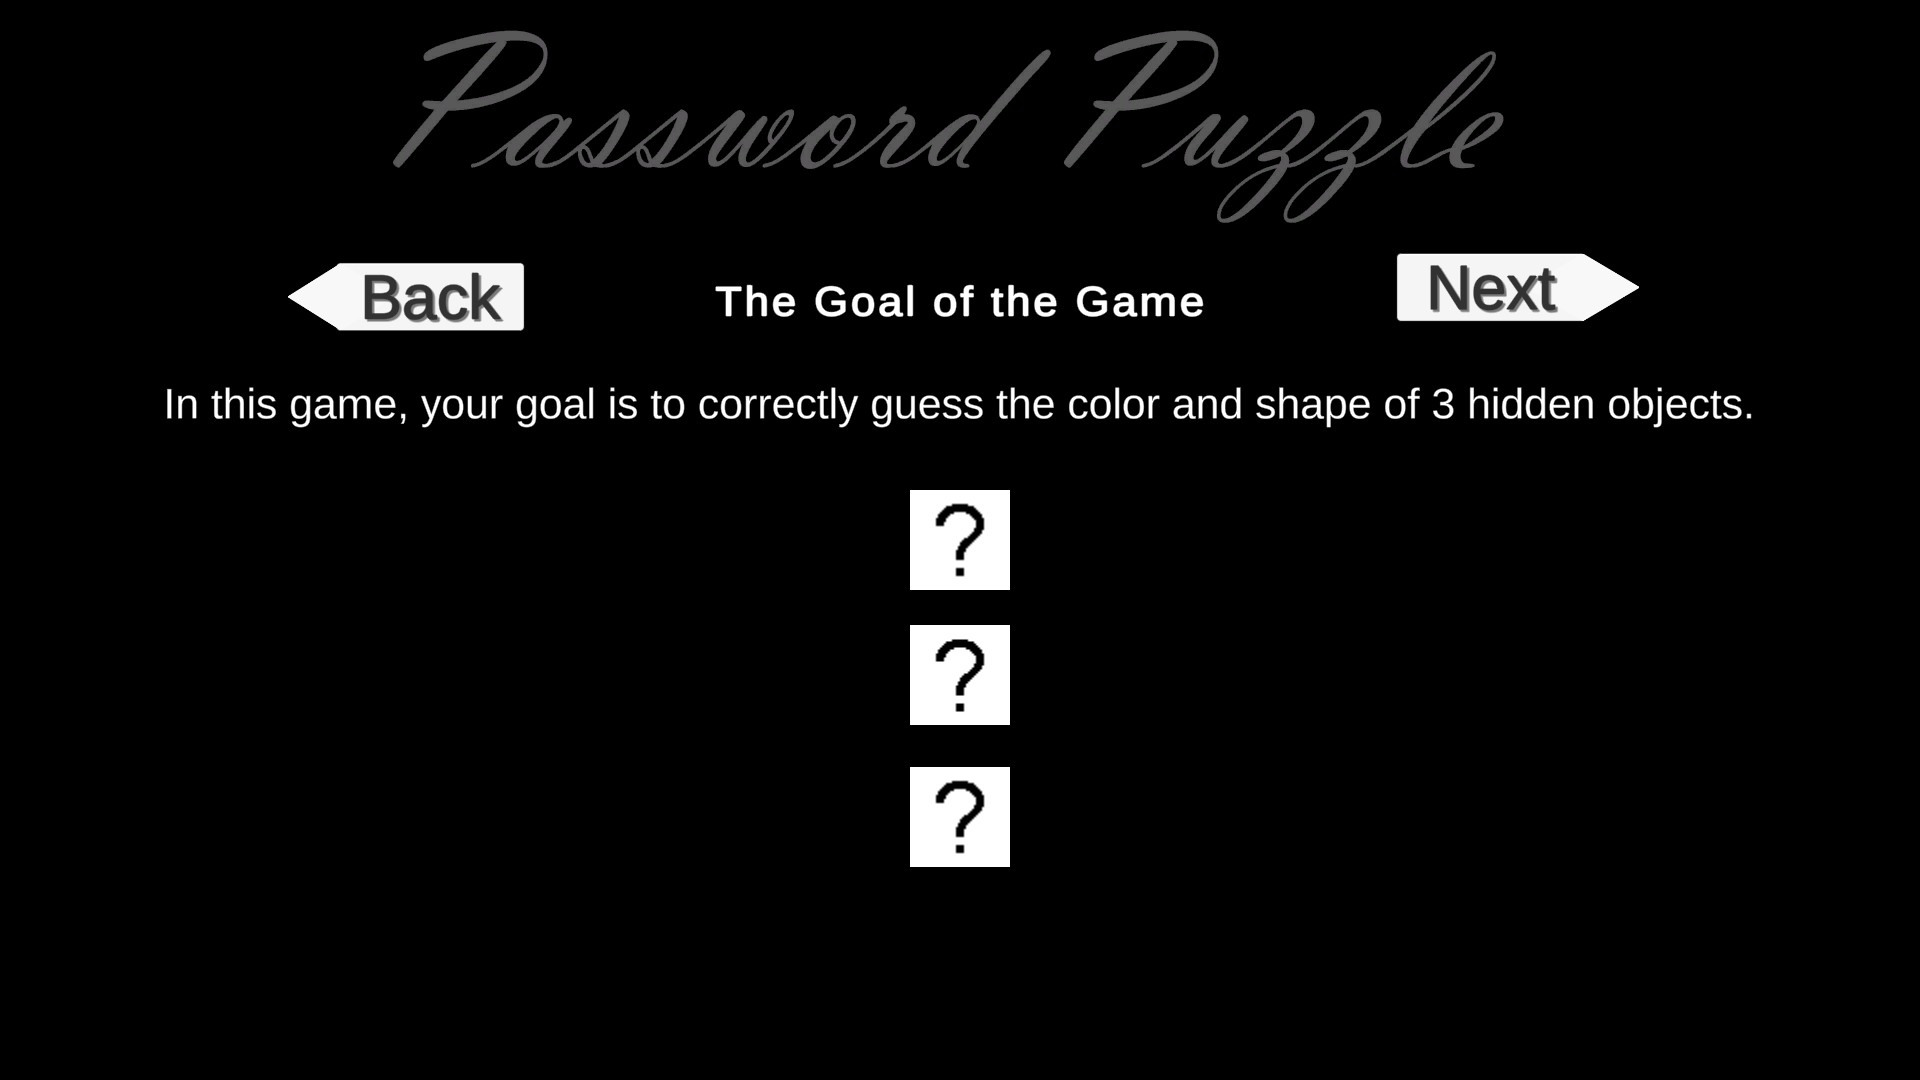 Password Puzzle
Back
The Goal of the Game
Next
In this game, your goal is to correctly guess the color and shape of 3 hidden objects.
?
?
?